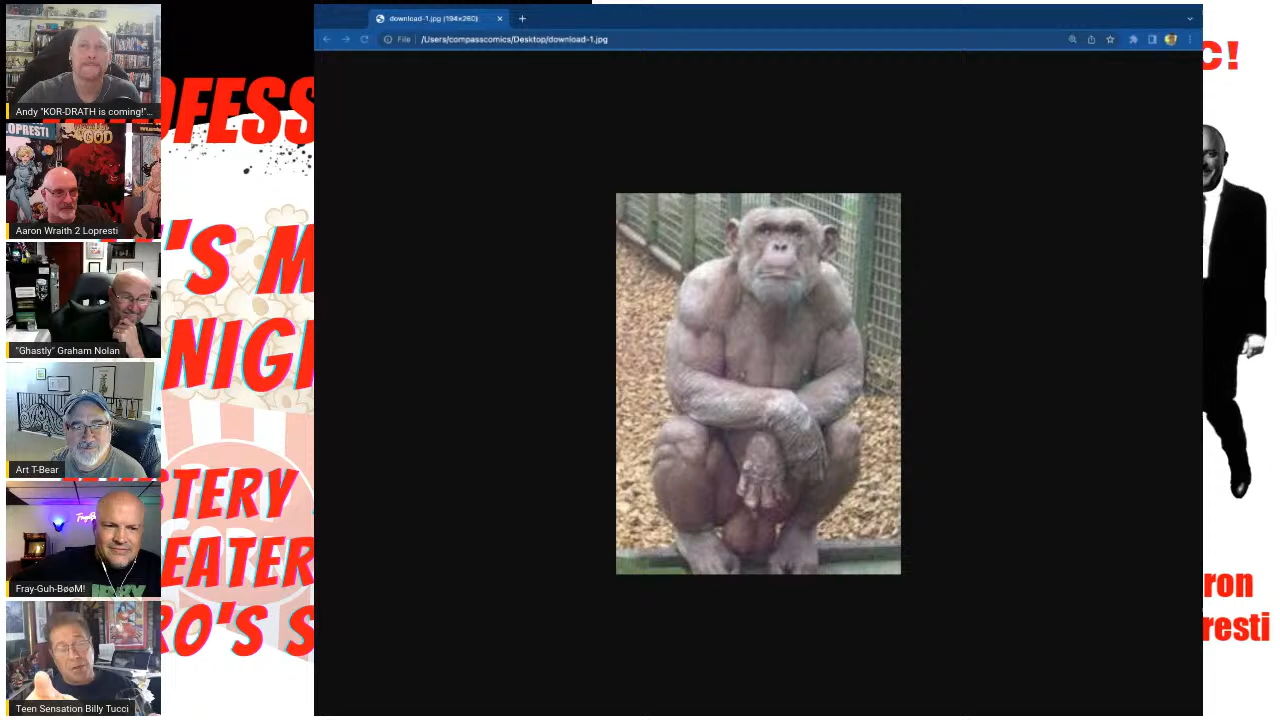 download-1.jpg (194×260)
File
/Users/compasscomics/Desktop/download-1.jpg
Andy "KOR-DRATH is coming!"...
LOPRESTI
GOD
Aaron Wraith 2 Lopresti
"Ghastly" Graham Nolan
Art T-Bear
Fray-Guh-BøøM!
Teen Sensation Billy Tucci
OFESS
'S M
NIGH
STERY
EATER
RO'S S
C!
ron
resti